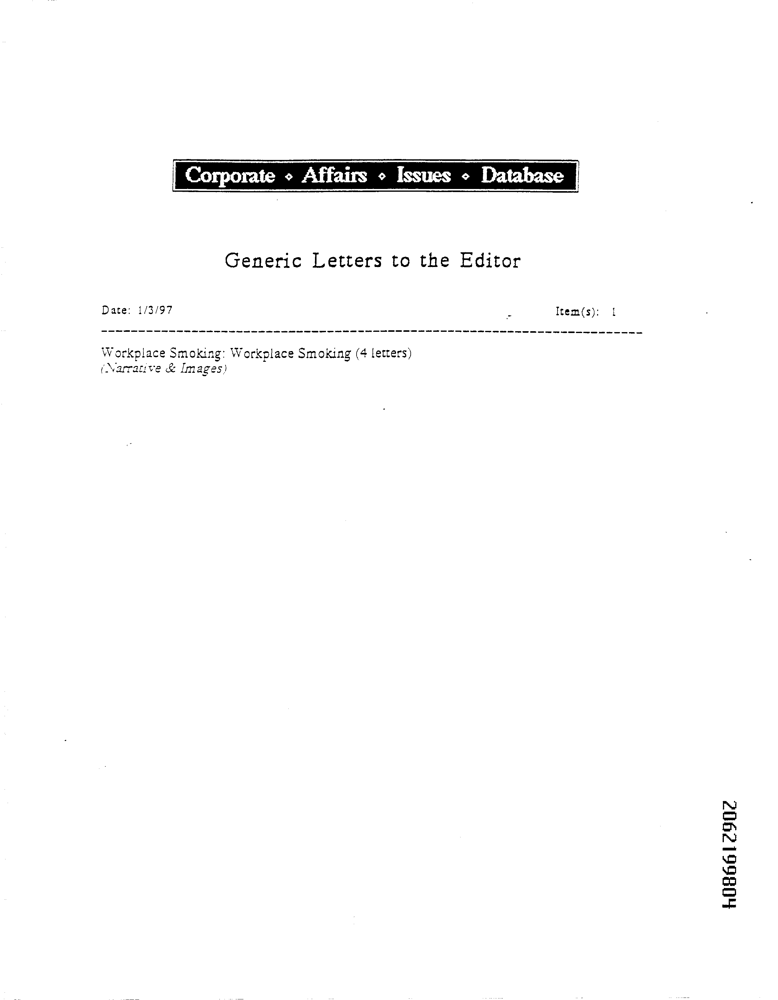 Corporate ⋄ Affairs ⋄ Issues ⋄ Database
Generic Letters to the Editor
Date: 1/3/97 Item(s): 1
--------------------------------------------------------------------------
Workplace Smoking: Workplace Smoking (4 letters)
(Narrative & Images)
2062199804